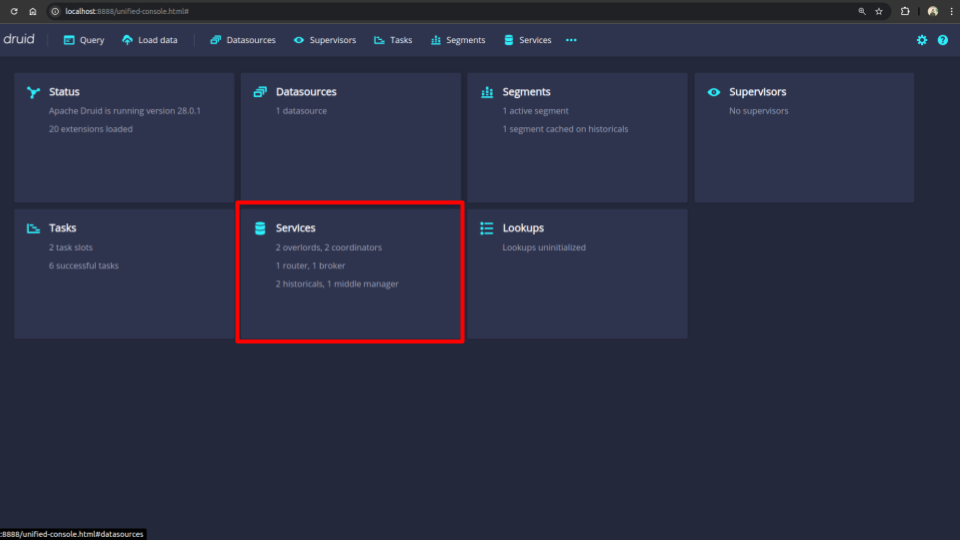 localhost:8888/unified-console.html#
druid Query Load data Datasources Supervisors Tasks Segments Services
Status
Apache Druid is running version 28.0.1
20 extensions loaded
Datasources
1 datasource
Segments
1 active segment
1 segment cached on historicals
Supervisors
No supervisors
Tasks
2 task slots
6 successful tasks
Services
2 overlords, 2 coordinators
1 router, 1 broker
2 historicals, 1 middle manager
Lookups
Lookups uninitialized
:8888/unified-console.html#datasources